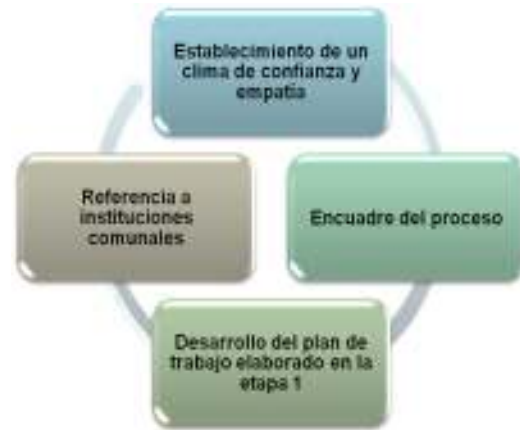 Establecimiento de un
clima de confianza y
empatía
Encuadre del proceso
Desarrollo del plan de
trabajo elaborado en la
etapa 1
Referencia a
instituciones
comunales